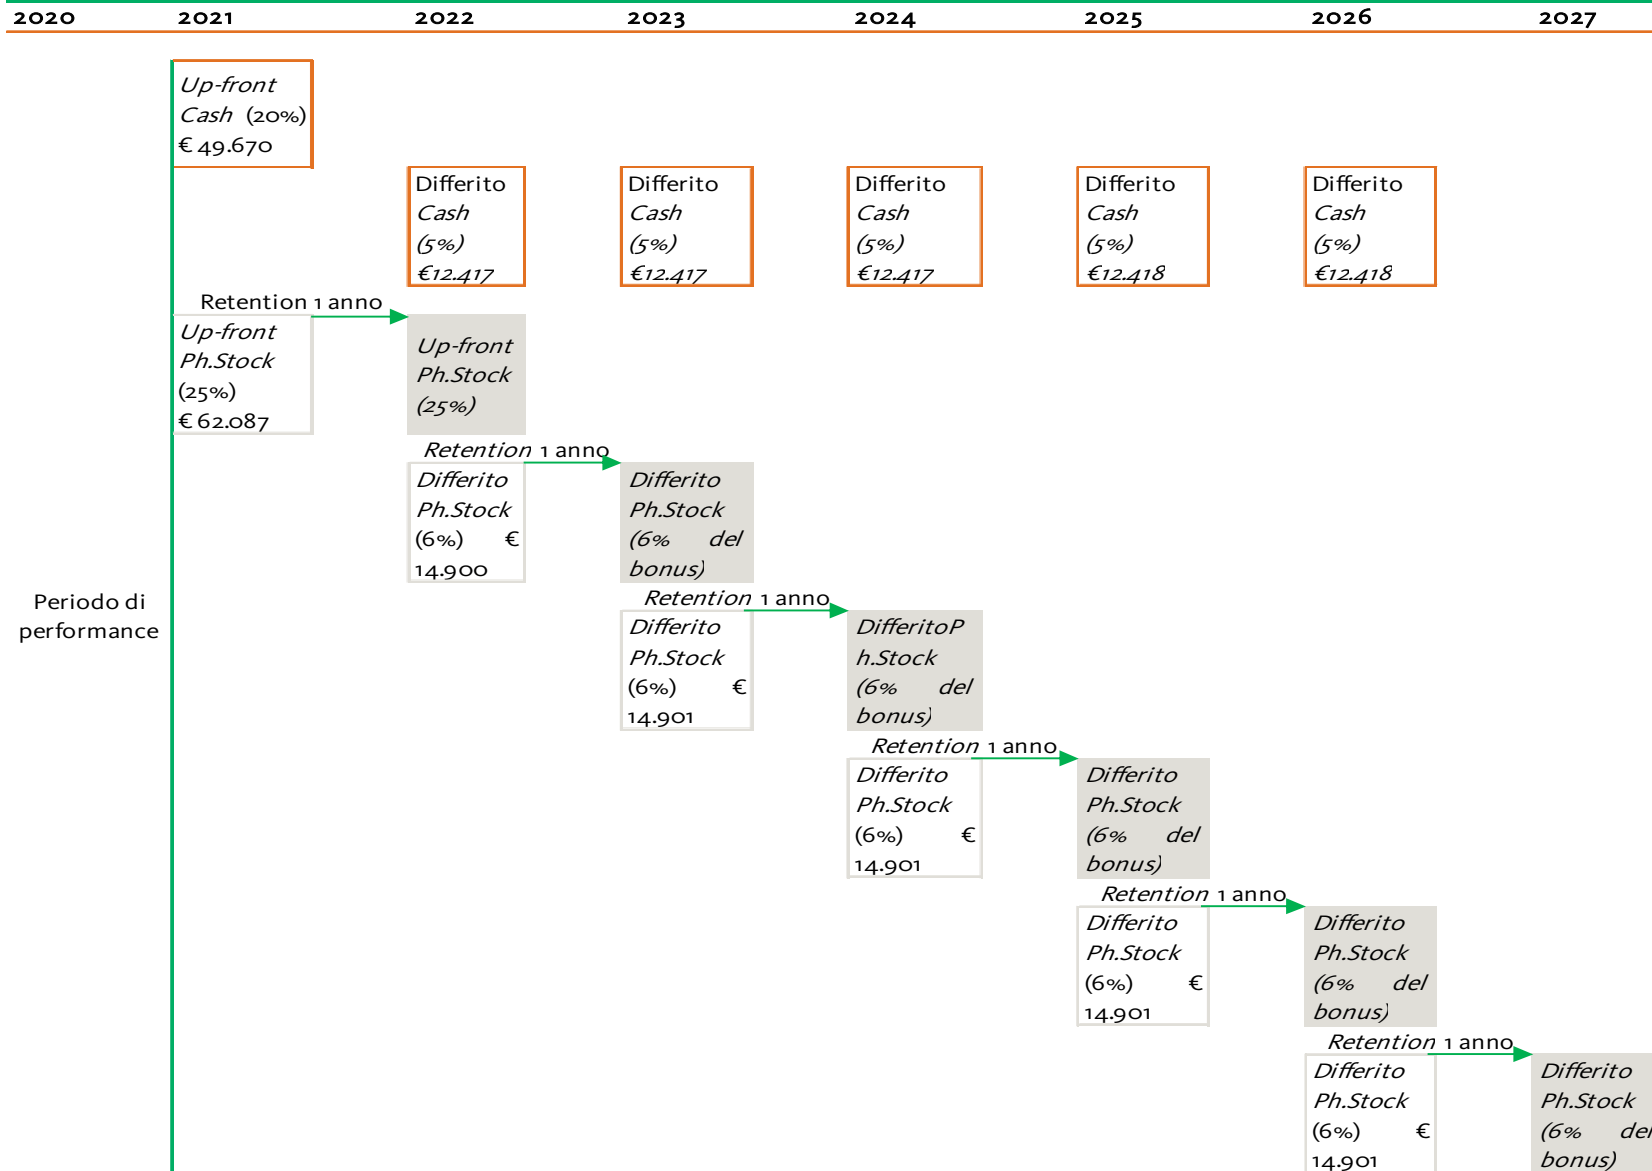 2020 2021 2022 2023 2024 2025 2026 2027
Up-front
Cash (20%)
€ 49.670
Differito
Cash
(5%)
€12.417
Differito
Cash
(5%)
€12.417
Differito
Cash
(5%)
€12.417
Differito
Cash
(5%)
€12.418
Differito
Cash
(5%)
€12.418
Retention 1 anno
Up-front
Ph.Stock
(25%)
€ 62.087
Up-front
Ph.Stock
(25%)
Retention 1 anno
Differito
Ph.Stock
(6%) €
14.900
Differito
Ph.Stock
(6% del
bonus)
Periodo di
performance
Retention 1 anno
Differito
Ph.Stock
(6%) €
14.901
DifferitoP
h.Stock
(6% del
bonus)
Retention 1 anno
Differito
Ph.Stock
(6%) €
14.901
Differito
Ph.Stock
(6% del
bonus)
Retention 1 anno
Differito
Ph.Stock
(6%) €
14.901
Differito
Ph.Stock
(6% del
bonus)
Retention 1 anno
Differito
Ph.Stock
(6%) €
14.901
Differito
Ph.Stock
(6% del
bonus)